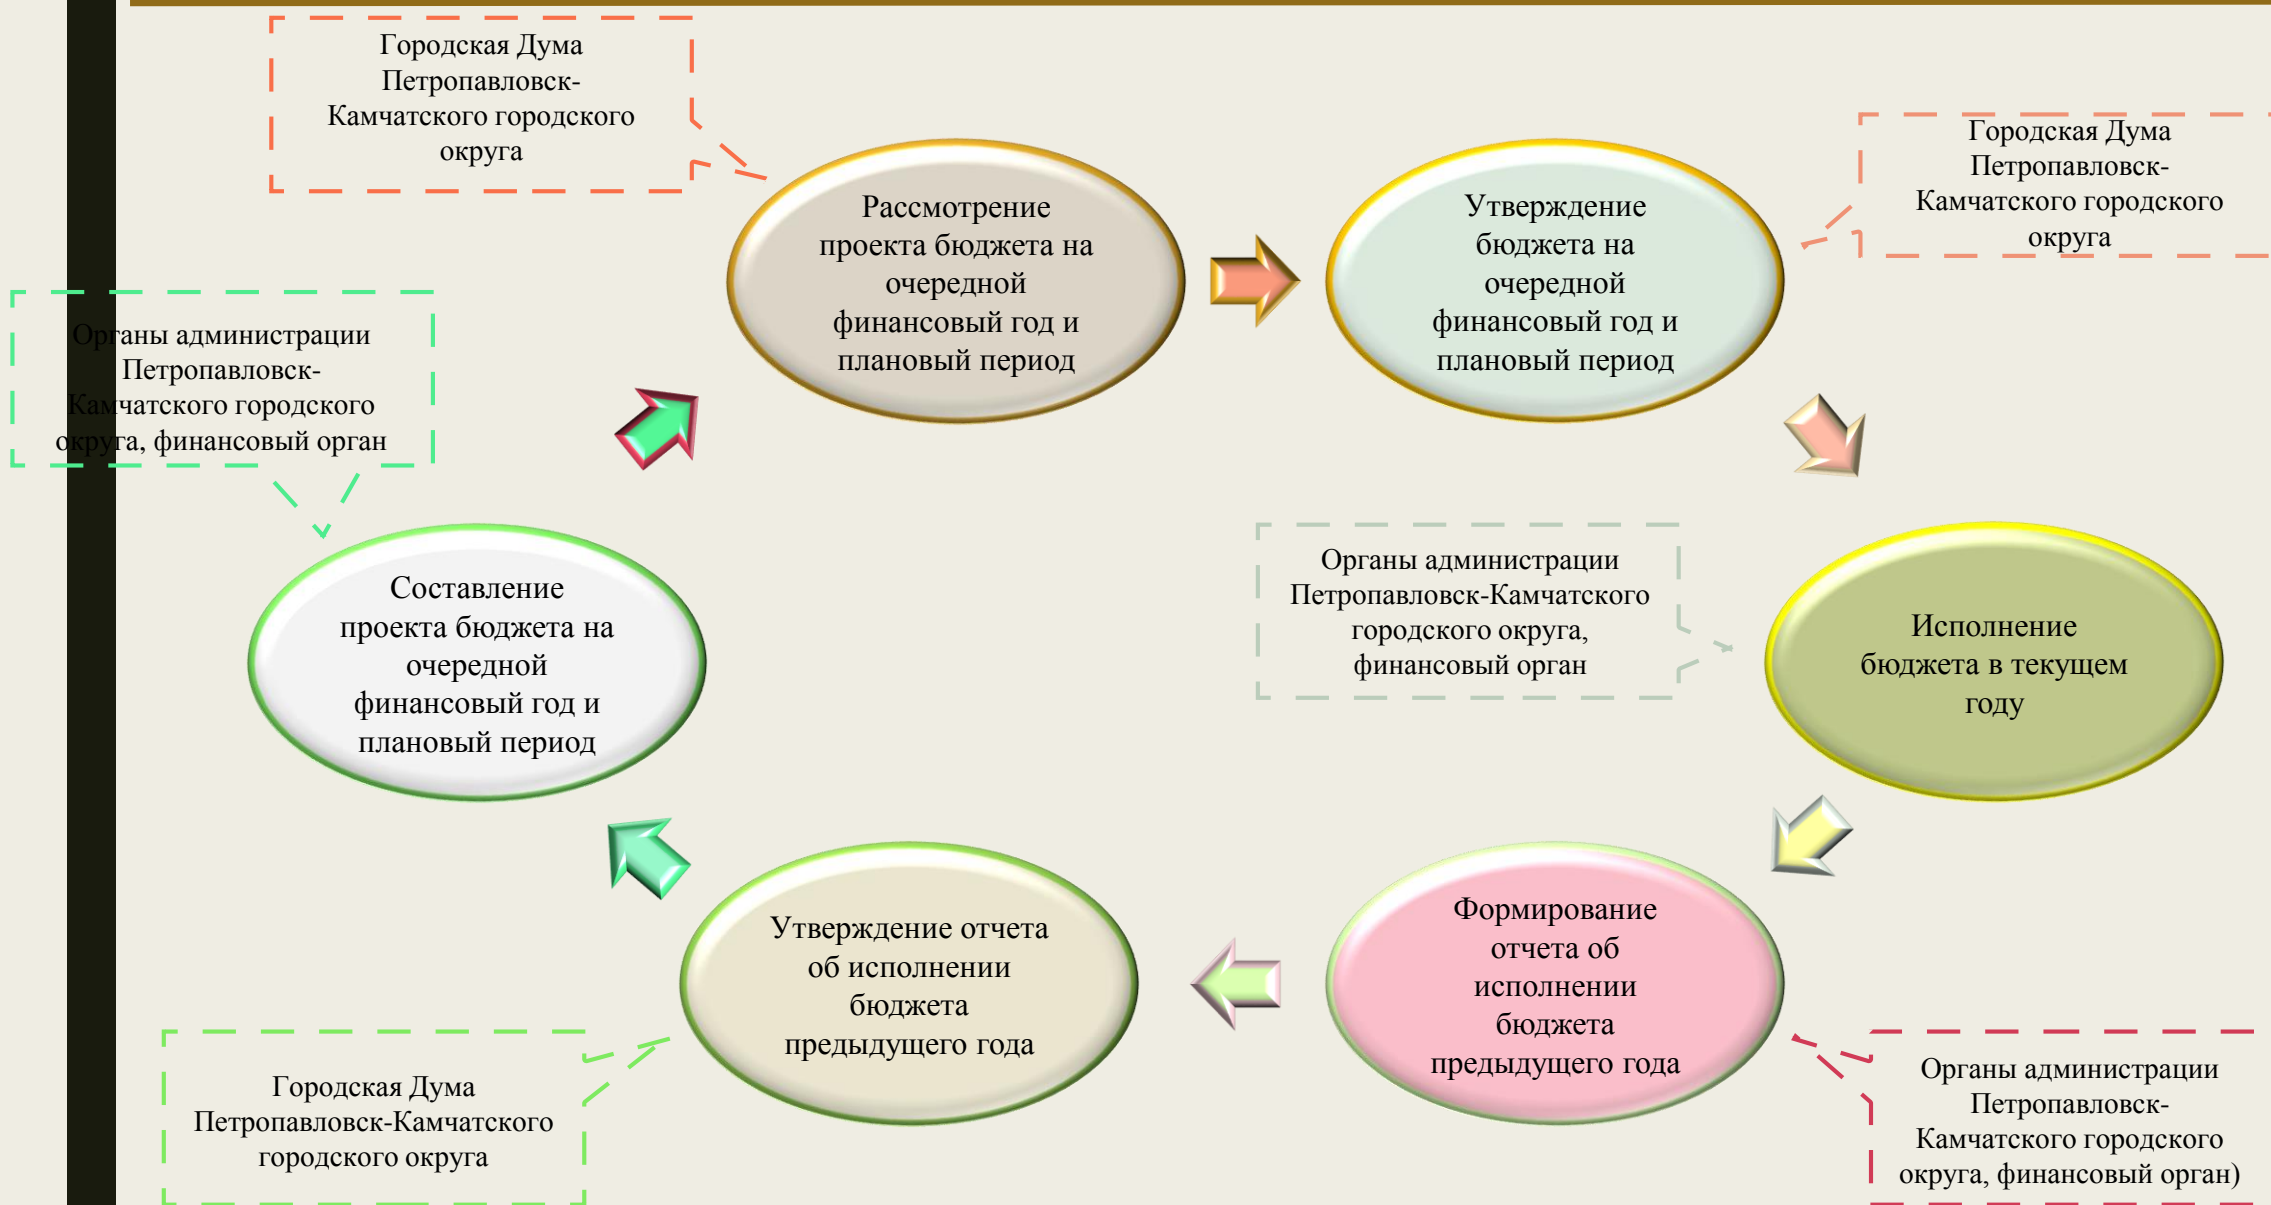 Городская Дума
Петропавловск-
Камчатского городского
округа
Рассмотрение
проекта бюджета на
очередной
финансовый год и
плановый период
Утверждение
бюджета на
очередной
финансовый год и
плановый период
Городская Дума
Петропавловск-
Камчатского городского
округа
Органы администрации
Петропавловск-
Камчатского городского
округа, финансовый орган
Составление
проекта бюджета на
очередной
финансовый год и
плановый период
Органы администрации
Петропавловск-Камчатского
городского округа,
финансовый орган
Исполнение
бюджета в текущем
году
Утверждение отчета
об исполнении
бюджета
предыдущего года
Формирование
отчета об
исполнении
бюджета
предыдущего года
Городская Дума
Петропавловск-Камчатского
городского округа
Органы администрации
Петропавловск-
Камчатского городского
округа, финансовый орган)